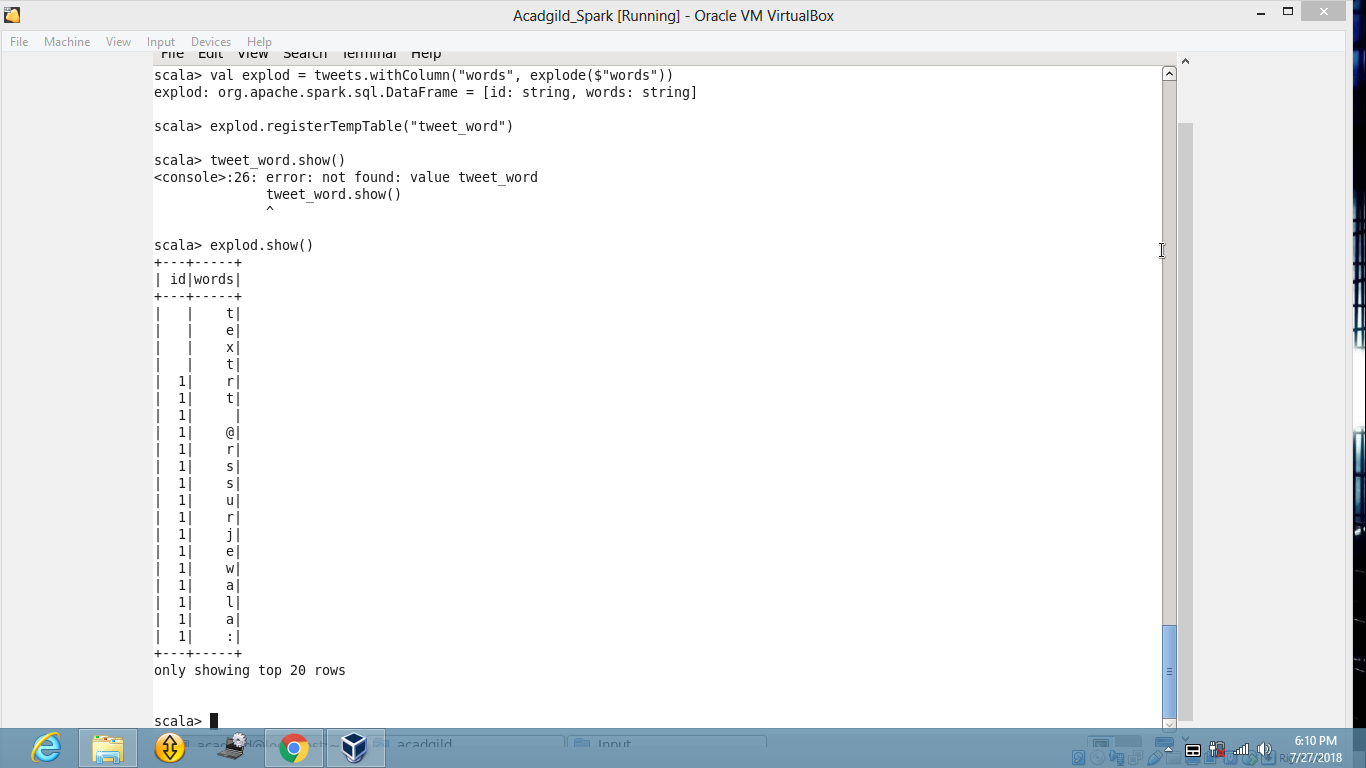 Acadgild_Spark [Running] - Oracle VM VirtualBox
File Machine View Input Devices Help
File Edit View Search Terminal Help
scala> val explod = tweets.withColumn("words", explode($"words"))
explod: org.apache.spark.sql.DataFrame = [id: string, words: string]
scala> explod.registerTempTable("tweet_word")
scala> tweet_word.show()
<console>:26: error: not found: value tweet_word
              tweet_word.show()
              ^
scala> explod.show()
+---+-----+
| id|words|
+---+-----+
|   |    t|
|   |    e|
|   |    x|
|   |    t|
|  1|    r|
|  1|    t|
|  1|     |
|  1|    @|
|  1|    r|
|  1|    s|
|  1|    s|
|  1|    u|
|  1|    r|
|  1|    j|
|  1|    e|
|  1|    w|
|  1|    a|
|  1|    l|
|  1|    a|
|  1|    :|
+---+-----+
only showing top 20 rows
scala>
acadgild
Input
6:10 PM
7/27/2018